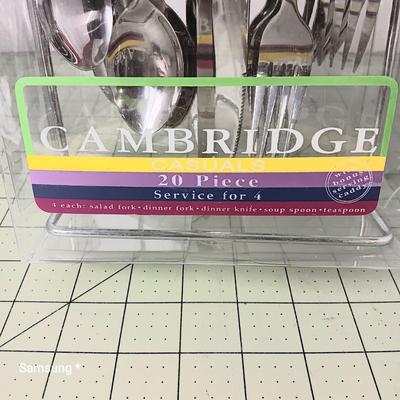 CAMBRIDGE
CASUALS
20 Piece
Service for 4
4 each: salad fork • dinner fork • dinner knife • soup spoon • teaspoon
with
bonus
serving
caddy
Samsung *